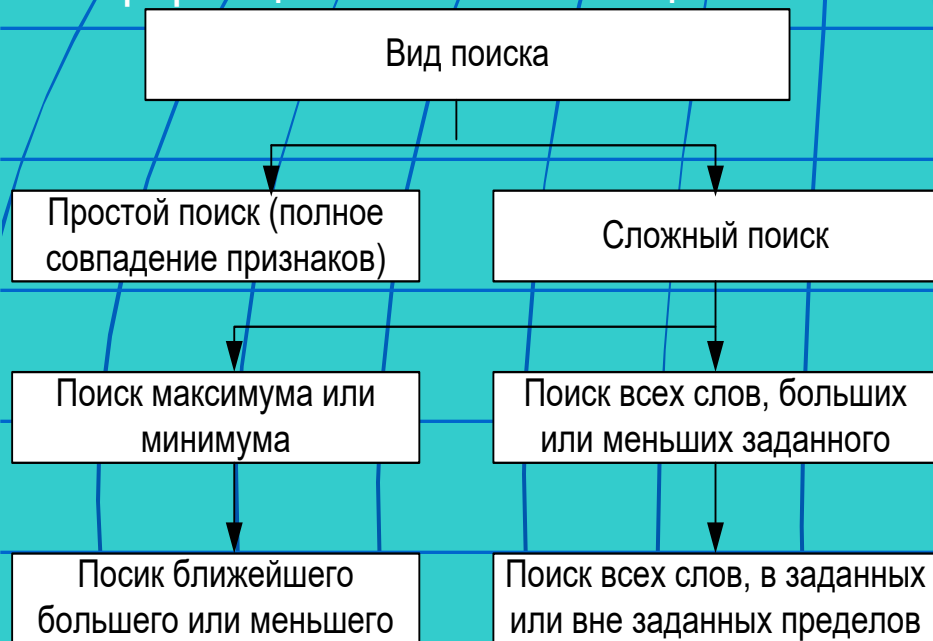 Вид поиска
Простой поиск (полное
совпадение признаков)
Сложный поиск
Поиск максимума или
минимума
Поиск всех слов, больших
или меньших заданного
Посик ближейшего
большего или меньшего
Поиск всех слов, в заданных
или вне заданных пределов